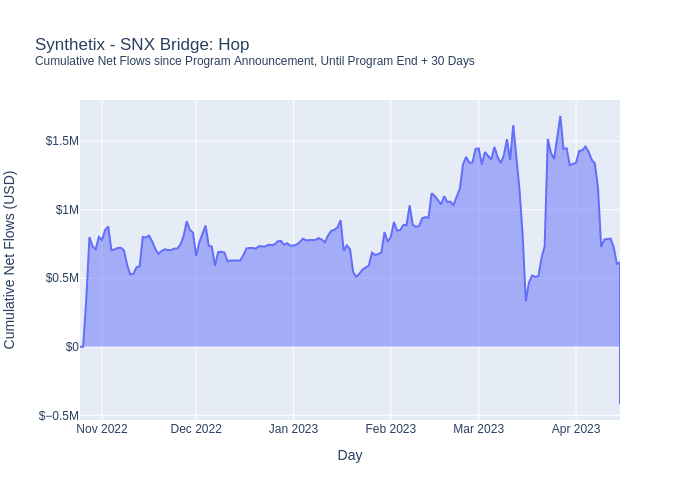 Synthetix - SNX Bridge: Hop
Cumulative Net Flows since Program Announcement, Until Program End + 30 Days
Cumulative Net Flows (USD)
$1.5M
$1M
$0.5M
$0
$−0.5M
Nov 2022
Dec 2022
Jan 2023
Feb 2023
Mar 2023
Apr 2023
Day